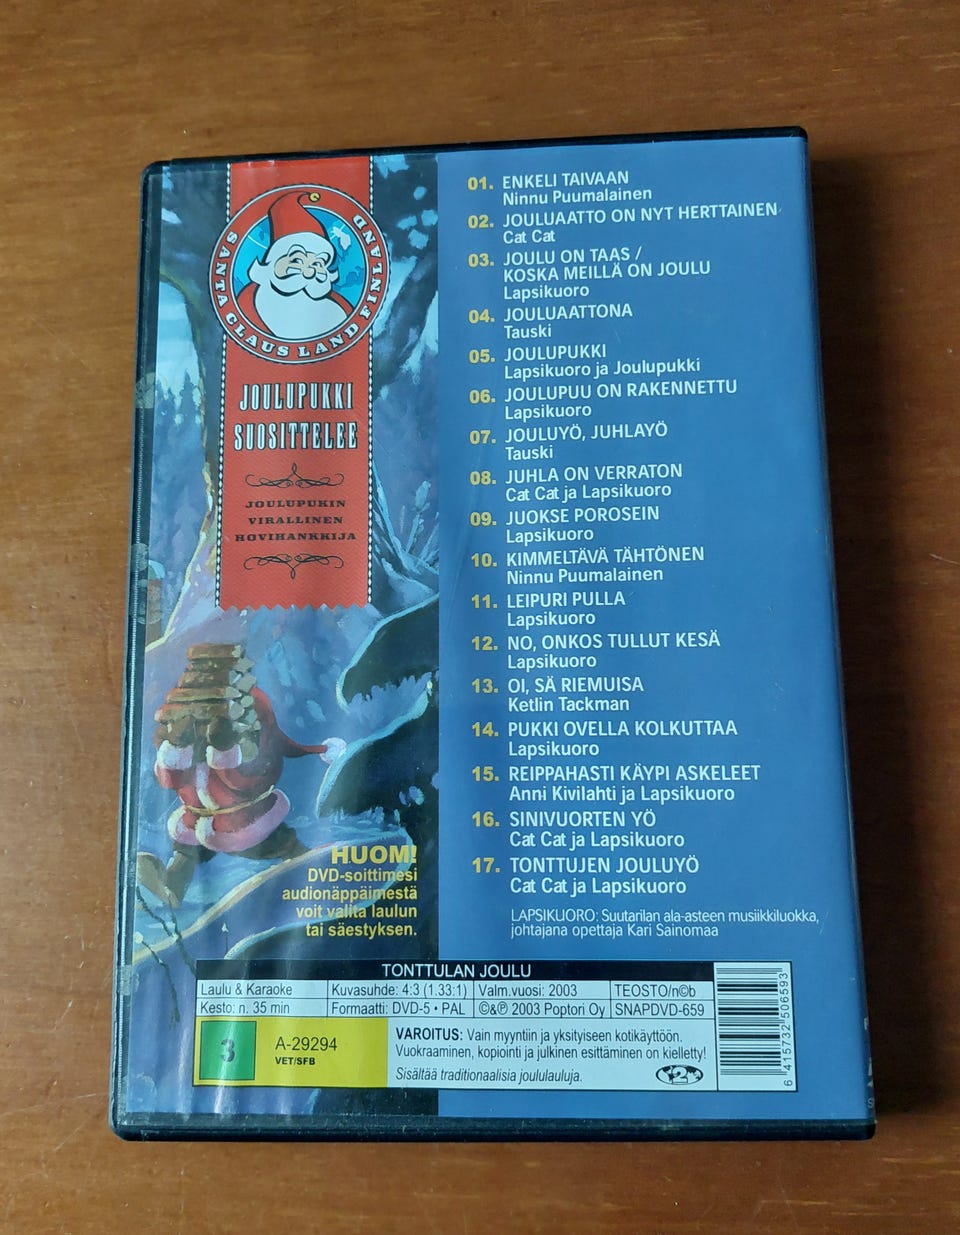 SANTA CLAUS LAND FINLAND
JOULUPUKKI
SUOSITTELEE
JOULUPUKIN
VIRALLINEN
HOVIHANKKIJA
01. ENKELI TAIVAAN
Ninnu Puumalainen
02. JOULUAATTO ON NYT HERTTAINEN
Cat Cat
03. JOULU ON TAAS /
KOSKA MEILLÄ ON JOULU
Lapsikuoro
04. JOULUAATTONA
Tauski
05. JOULUPUKKI
Lapsikuoro ja Joulupukki
06. JOULUPUU ON RAKENNETTU
Lapsikuoro
07. JOULUYÖ, JUHLAYÖ
Tauski
08. JUHLA ON VERRATON
Cat Cat ja Lapsikuoro
09. JUOKSE POROSEIN
Lapsikuoro
10. KIMMELTÄVÄ TÄHTÖNEN
Ninnu Puumalainen
11. LEIPURI PULLA
Lapsikuoro
12. NO, ONKOS TULLUT KESÄ
Lapsikuoro
13. OI, SÄ RIEMUISA
Ketlin Tackman
14. PUKKI OVELLA KOLKUTTAA
Lapsikuoro
15. REIPPAHASTI KÄYPI ASKELEET
Anni Kivilahti ja Lapsikuoro
16. SINIVUORTEN YÖ
Cat Cat ja Lapsikuoro
17. TONTTUJEN JOULUYÖ
Cat Cat ja Lapsikuoro
LAPSIKUORO: Suutarilan ala-asteen musiikkiluokka,
johtajana opettaja Kari Sainomaa
HUOM!
DVD-soittimesi
audionäppäimestä
voit valita laulun
tai säestyksen.
TONTTULAN JOULU
Laulu & Karaoke Kuvasuhde: 4:3 (1.33:1) Valm.vuosi: 2003 TEOSTO/n©b
Kesto: n. 35 min Formaatti: DVD-5 • PAL ©&℗ 2003 Poptori Oy SNAPDVD-659
3 A-29294
VET/SFB
VAROITUS: Vain myyntiin ja yksityiseen kotikäyttöön.
Vuokraaminen, kopiointi ja julkinen esittäminen on kielletty!
Sisältää traditionaalisia joululauluja.
2
6 415732 506593